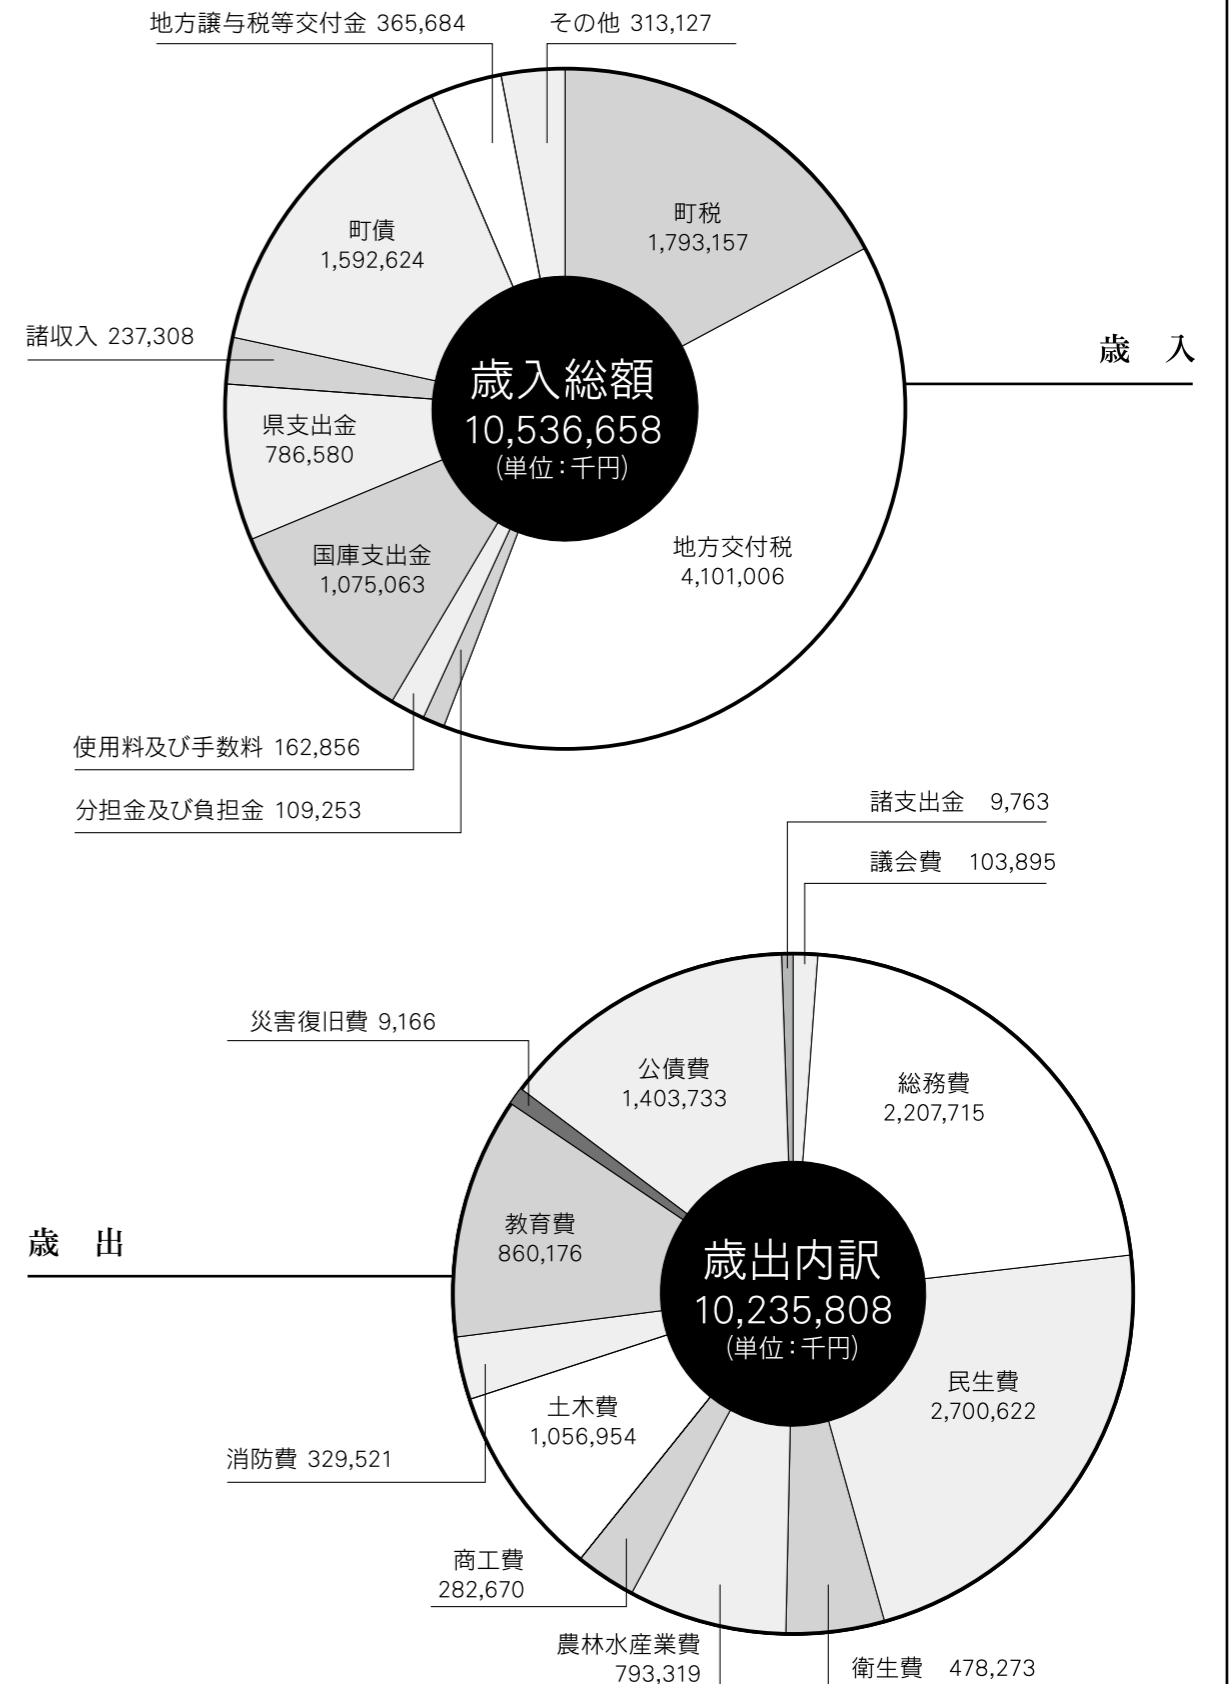 地方譲与税等交付金 365,684
その他 313,127
町税
1,793,157
町債
1,592,624
諸収入 237,308
歳入総額
10,536,658
(単位:千円)
歳 入
県支出金
786,580
国庫支出金
1,075,063
地方交付税
4,101,006
使用料及び手数料 162,856
分担金及び負担金 109,253
諸支出金 9,763
議会費 103,895
災害復旧費 9,166
公債費
1,403,733
総務費
2,207,715
教育費
860,176
歳 出
歳出内訳
10,235,808
(単位:千円)
民生費
2,700,622
土木費
1,056,954
消防費 329,521
商工費
282,670
農林水産業費
793,319
衛生費 478,273